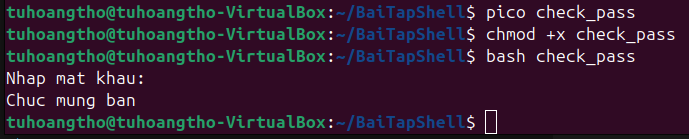 tuhoangtho@tuhoangtho-VirtualBox:~/BaiTapShell$ pico check_pass
tuhoangtho@tuhoangtho-VirtualBox:~/BaiTapShell$ chmod +x check_pass
tuhoangtho@tuhoangtho-VirtualBox:~/BaiTapShell$ bash check_pass
Nhap mat khau:
Chuc mung ban
tuhoangtho@tuhoangtho-VirtualBox:~/BaiTapShell$